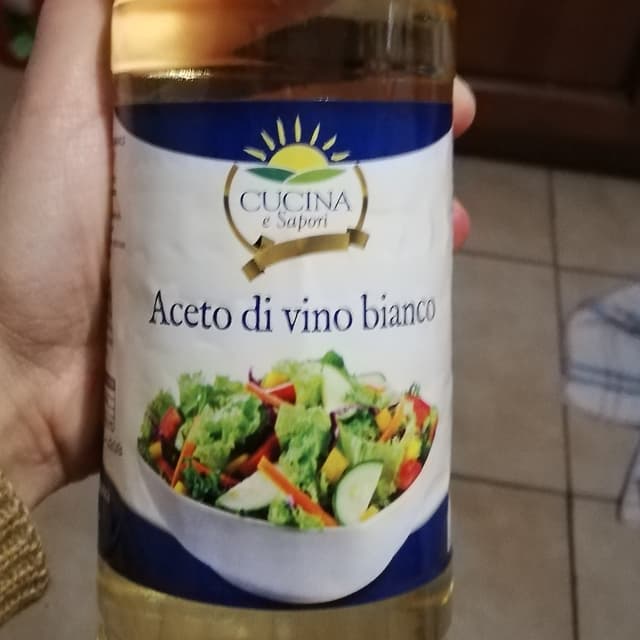 CUCINA
e Sapori
Aceto di vino bianco